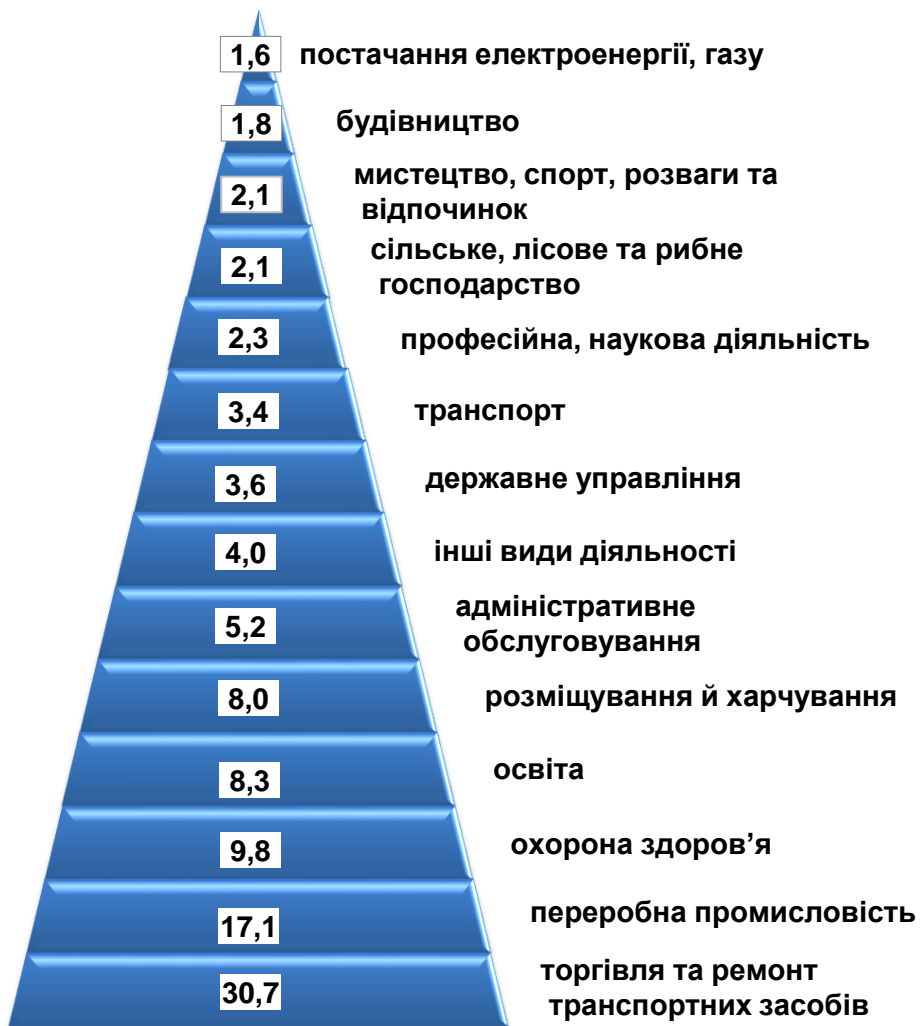 1,6 постачання електроенергії, газу
1,8 будівництво
мистецтво, спорт, розваги та
2,1 відпочинок
сільське, лісове та рибне
2,1 господарство
2,3 професійна, наукова діяльність
3,4 транспорт
3,6 державне управління
4,0 інші види діяльності
адміністративне
5,2 обслуговування
8,0 розміщування й харчування
8,3 освіта
9,8 охорона здоров’я
17,1 переробна промисловість
торгівля та ремонт
30,7 транспортних засобів